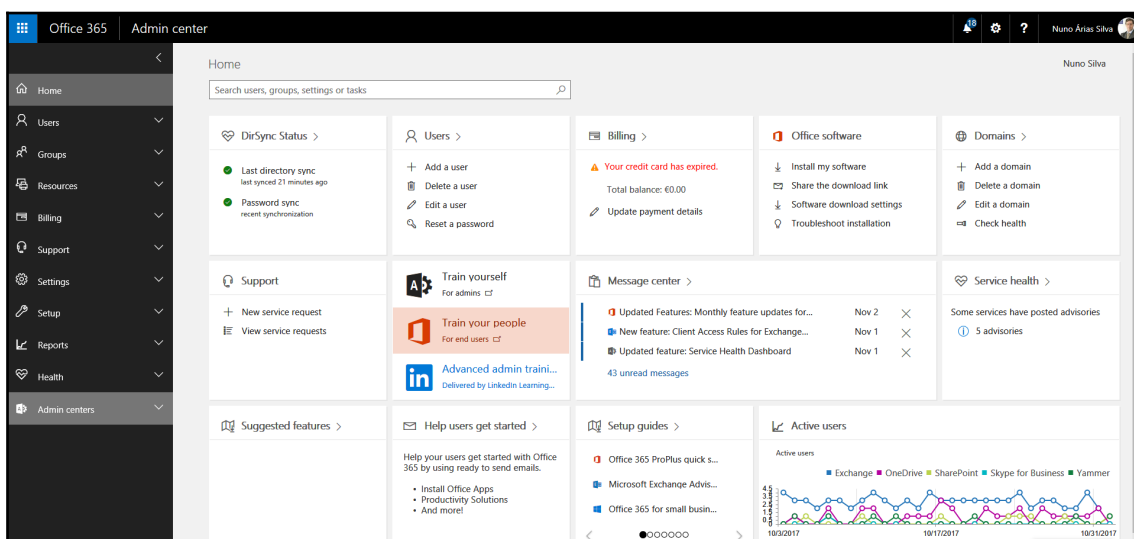 Office 365
Admin center
18
?
Nuno Árias Silva
Home
Users
Groups
Resources
Billing
Support
Settings
Setup
Reports
Health
Admin centers
Home
Nuno Silva
Search users, groups, settings or tasks
DirSync Status
Last directory sync
last synced 21 minutes ago
Password sync
recent synchronization
Users
Add a user
Delete a user
Edit a user
Reset a password
Billing
Your credit card has expired.
Total balance: €0.00
Update payment details
Office software
Install my software
Share the download link
Software download settings
Troubleshoot installation
Domains
Add a domain
Delete a domain
Edit a domain
Check health
Support
New service request
View service requests
Train yourself
For admins
Train your people
For end users
Advanced admin traini...
Delivered by LinkedIn Learning...
Message center
Updated Features: Monthly feature updates for... Nov 2
New feature: Client Access Rules for Exchange... Nov 1
Updated feature: Service Health Dashboard Nov 1
43 unread messages
Service health
Some services have posted advisories
5 advisories
Suggested features
Help users get started
Help your users get started with Office
365 by using ready to send emails.
• Install Office Apps
• Productivity Solutions
• And more!
Setup guides
Office 365 ProPlus quick s...
Microsoft Exchange Advis...
Office 365 for small busin...
Active users
Active users
Exchange OneDrive SharePoint Skype for Business Yammer
4.5
10/3/2017 10/17/2017 10/31/2017